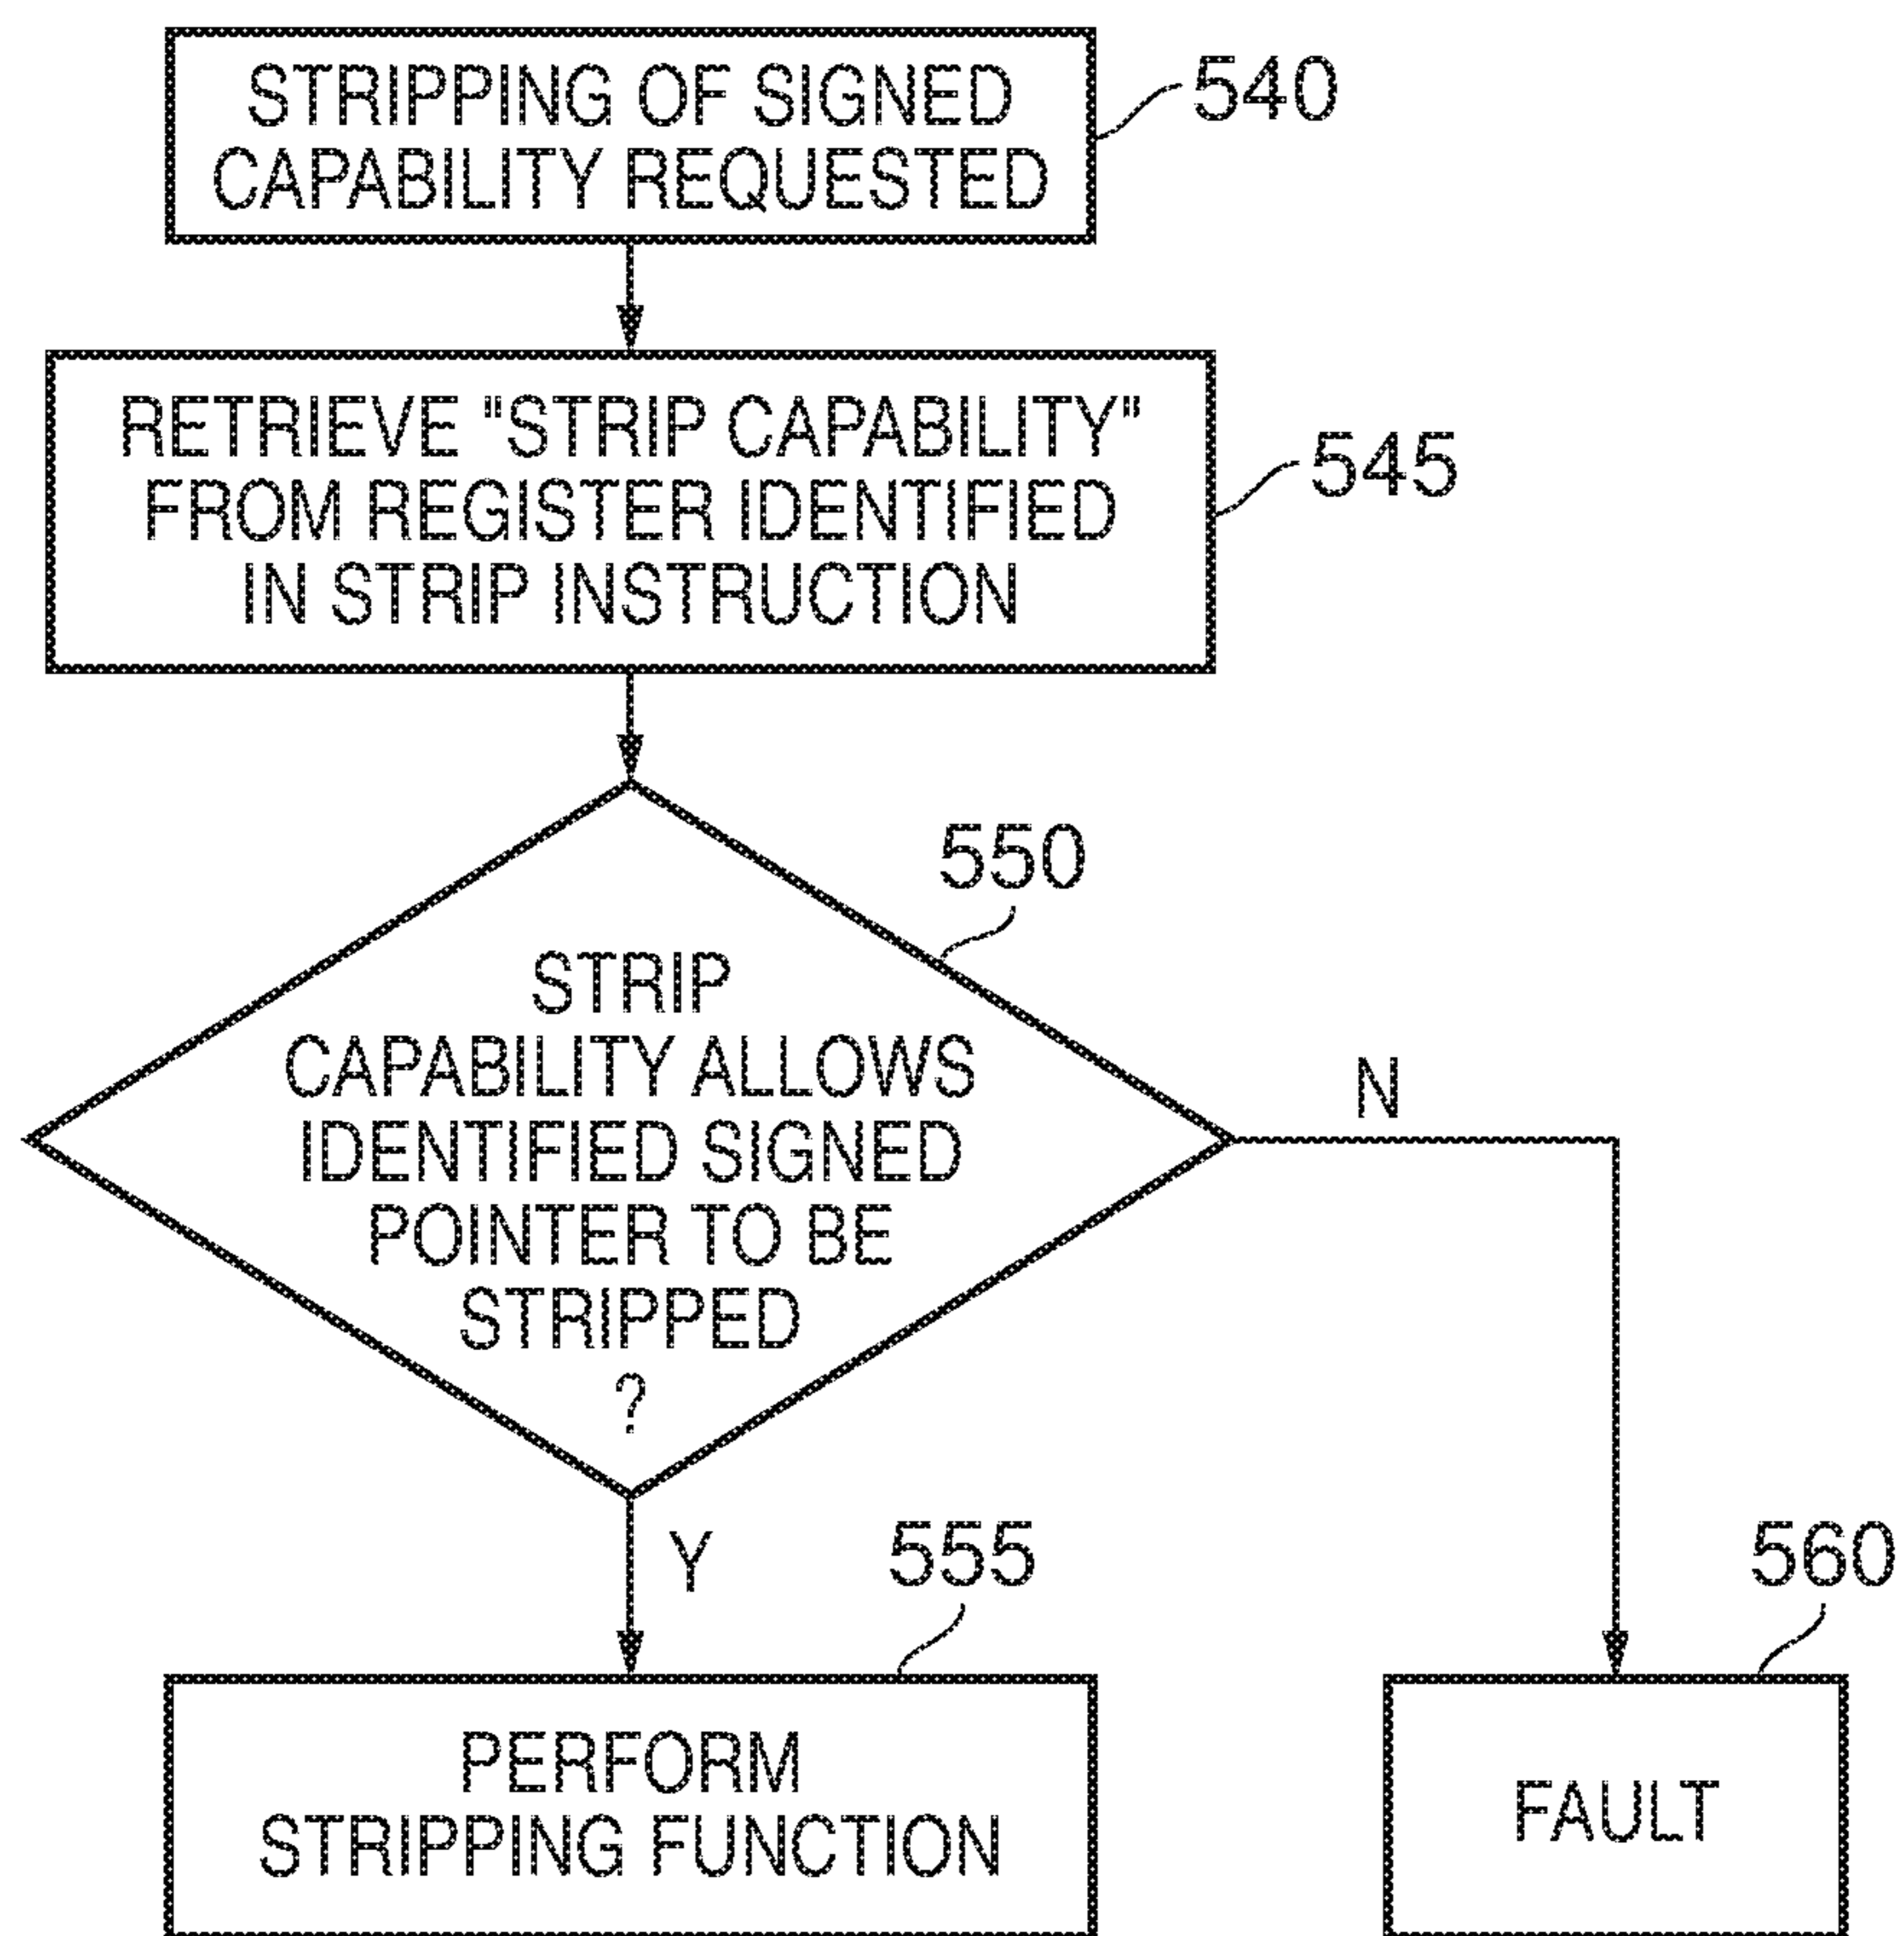 STRIPPING OF SIGNED
CAPABILITY REQUESTED
540
RETRIEVE "STRIP CAPABILITY"
FROM REGISTER IDENTIFIED
IN STRIP INSTRUCTION
545
550
STRIP
CAPABILITY ALLOWS
IDENTIFIED SIGNED
POINTER TO BE
STRIPPED
?
N
Y
555
560
PERFORM
STRIPPING FUNCTION
FAULT